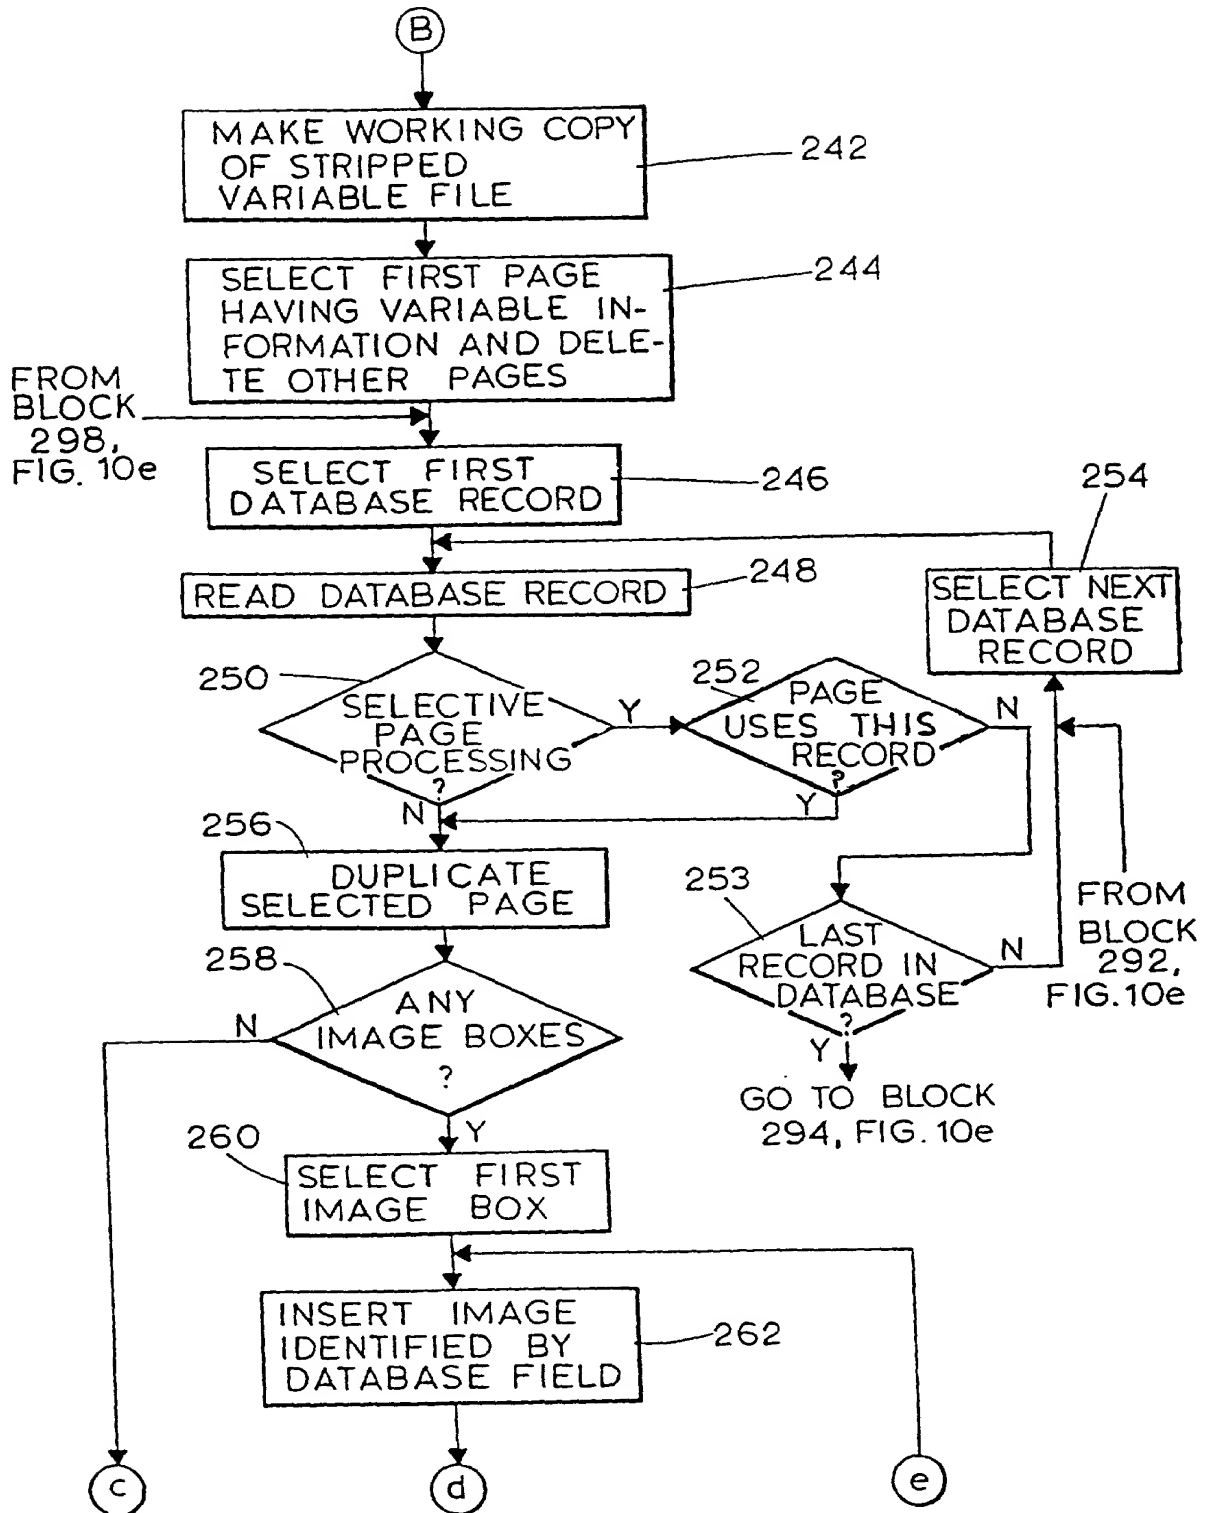 B
MAKE WORKING COPY
OF STRIPPED
VARIABLE FILE
242
SELECT FIRST PAGE
HAVING VARIABLE IN-
FORMATION AND DELE-
TE OTHER PAGES
244
FROM
BLOCK
298,
FIG. 10e
SELECT FIRST
DATABASE RECORD
246
254
READ DATABASE RECORD
248
SELECT NEXT
DATABASE
RECORD
250
SELECTIVE
PAGE
PROCESSING
?
Y
N
252
PAGE
USES THIS
RECORD
?
N
Y
256
DUPLICATE
SELECTED PAGE
253
LAST
RECORD IN
DATABASE
?
N
Y
FROM
BLOCK
292,
FIG. 10e
GO TO BLOCK
294, FIG. 10e
258
ANY
IMAGE BOXES
?
N
Y
260
SELECT FIRST
IMAGE BOX
INSERT IMAGE
IDENTIFIED BY
DATABASE FIELD
262
c
d
e